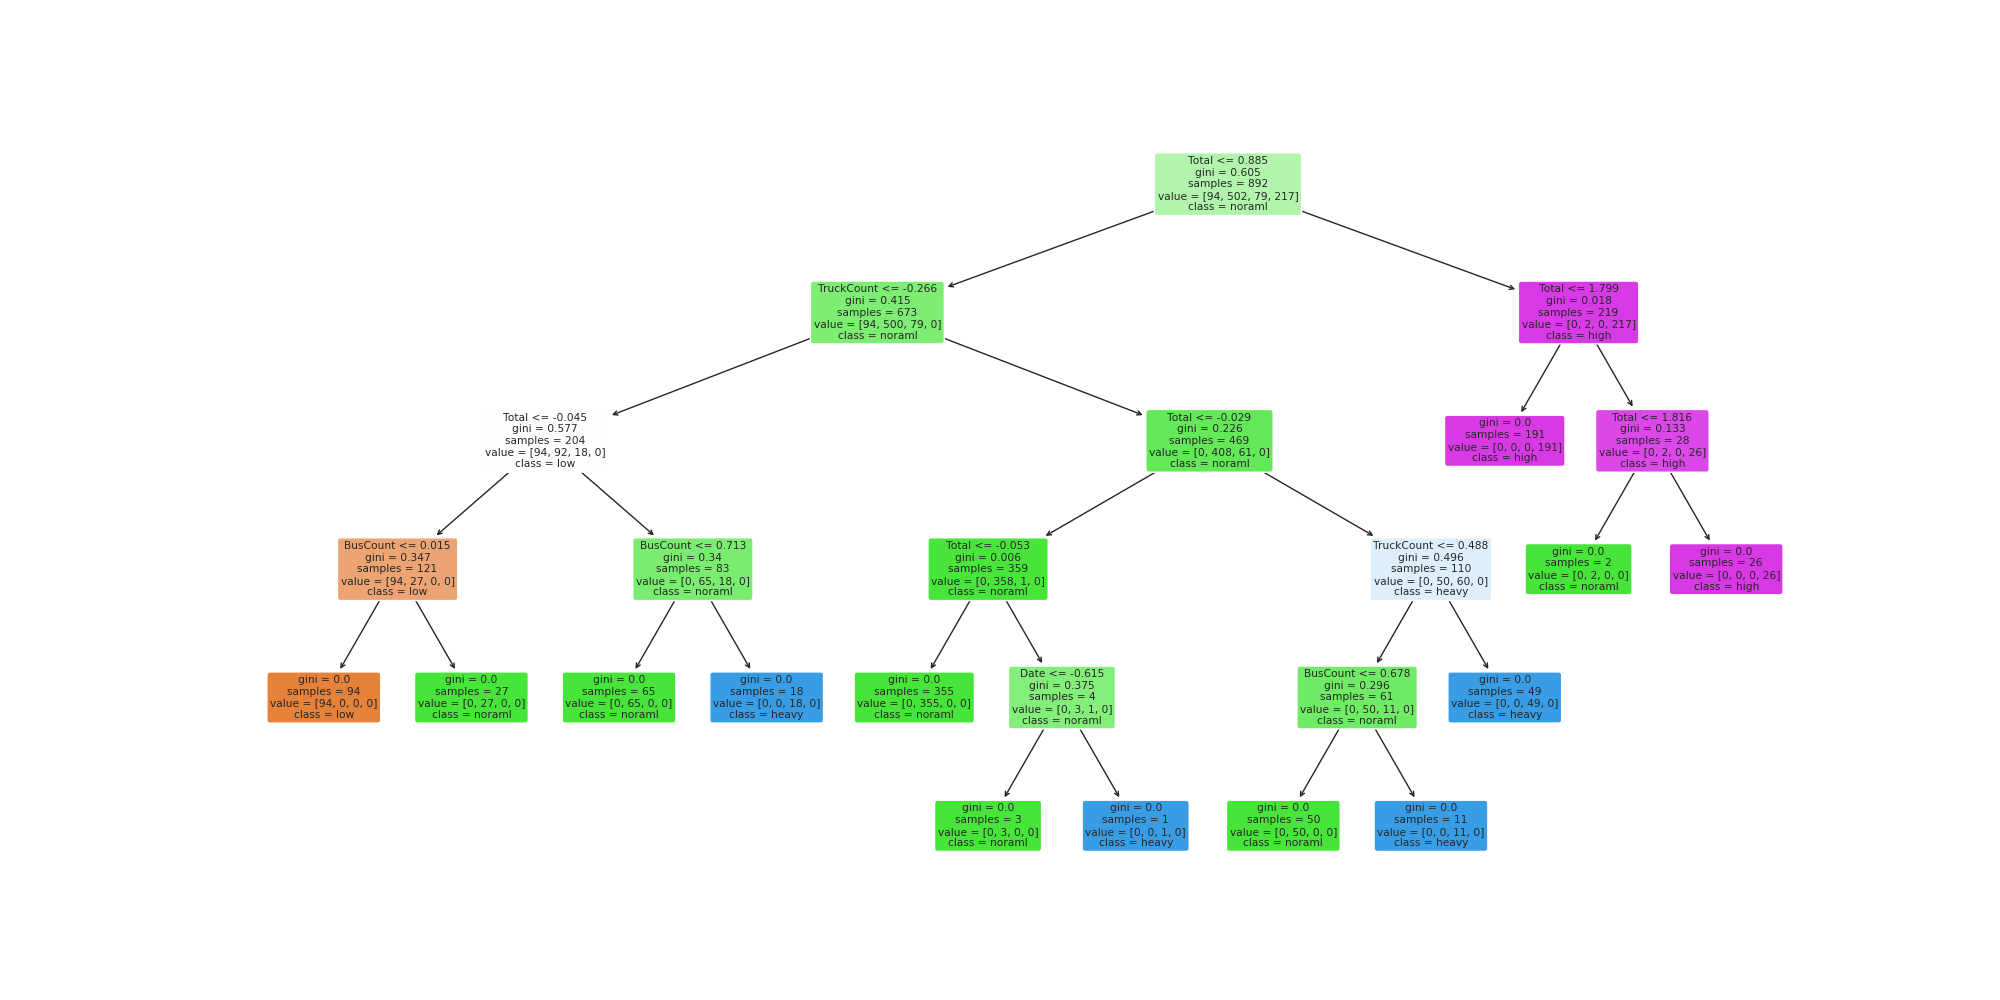 Total <= 0.885
gini = 0.605
samples = 892
value = [94, 502, 79, 217]
class = noraml
TruckCount <= -0.266
gini = 0.415
samples = 673
value = [94, 500, 79, 0]
class = noraml
Total <= 1.799
gini = 0.018
samples = 219
value = [0, 2, 0, 217]
class = high
Total <= -0.045
gini = 0.577
samples = 204
value = [94, 92, 18, 0]
class = low
Total <= -0.029
gini = 0.226
samples = 469
value = [0, 408, 61, 0]
class = noraml
gini = 0.0
samples = 191
value = [0, 0, 0, 191]
class = high
Total <= 1.816
gini = 0.133
samples = 28
value = [0, 2, 0, 26]
class = high
BusCount <= 0.015
gini = 0.347
samples = 121
value = [94, 27, 0, 0]
class = low
BusCount <= 0.713
gini = 0.34
samples = 83
value = [0, 65, 18, 0]
class = noraml
Total <= -0.053
gini = 0.006
samples = 359
value = [0, 358, 1, 0]
class = noraml
TruckCount <= 0.488
gini = 0.496
samples = 110
value = [0, 50, 60, 0]
class = heavy
gini = 0.0
samples = 2
value = [0, 2, 0, 0]
class = noraml
gini = 0.0
samples = 26
value = [0, 0, 0, 26]
class = high
gini = 0.0
samples = 94
value = [94, 0, 0, 0]
class = low
gini = 0.0
samples = 27
value = [0, 27, 0, 0]
class = noraml
gini = 0.0
samples = 65
value = [0, 65, 0, 0]
class = noraml
gini = 0.0
samples = 18
value = [0, 0, 18, 0]
class = heavy
gini = 0.0
samples = 355
value = [0, 355, 0, 0]
class = noraml
Date <= -0.615
gini = 0.375
samples = 4
value = [0, 3, 1, 0]
class = noraml
BusCount <= 0.678
gini = 0.296
samples = 61
value = [0, 50, 11, 0]
class = noraml
gini = 0.0
samples = 49
value = [0, 0, 49, 0]
class = heavy
gini = 0.0
samples = 3
value = [0, 3, 0, 0]
class = noraml
gini = 0.0
samples = 1
value = [0, 0, 1, 0]
class = heavy
gini = 0.0
samples = 50
value = [0, 50, 0, 0]
class = noraml
gini = 0.0
samples = 11
value = [0, 0, 11, 0]
class = heavy